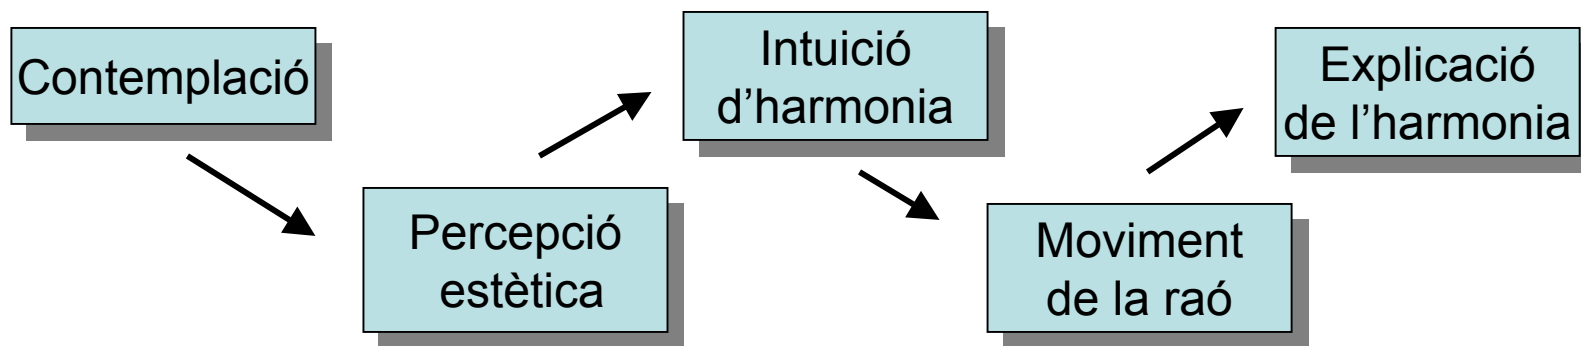 Contemplació
Percepció
estètica
Intuició
d’harmonia
Moviment
de la raó
Explicació
de l’harmonia